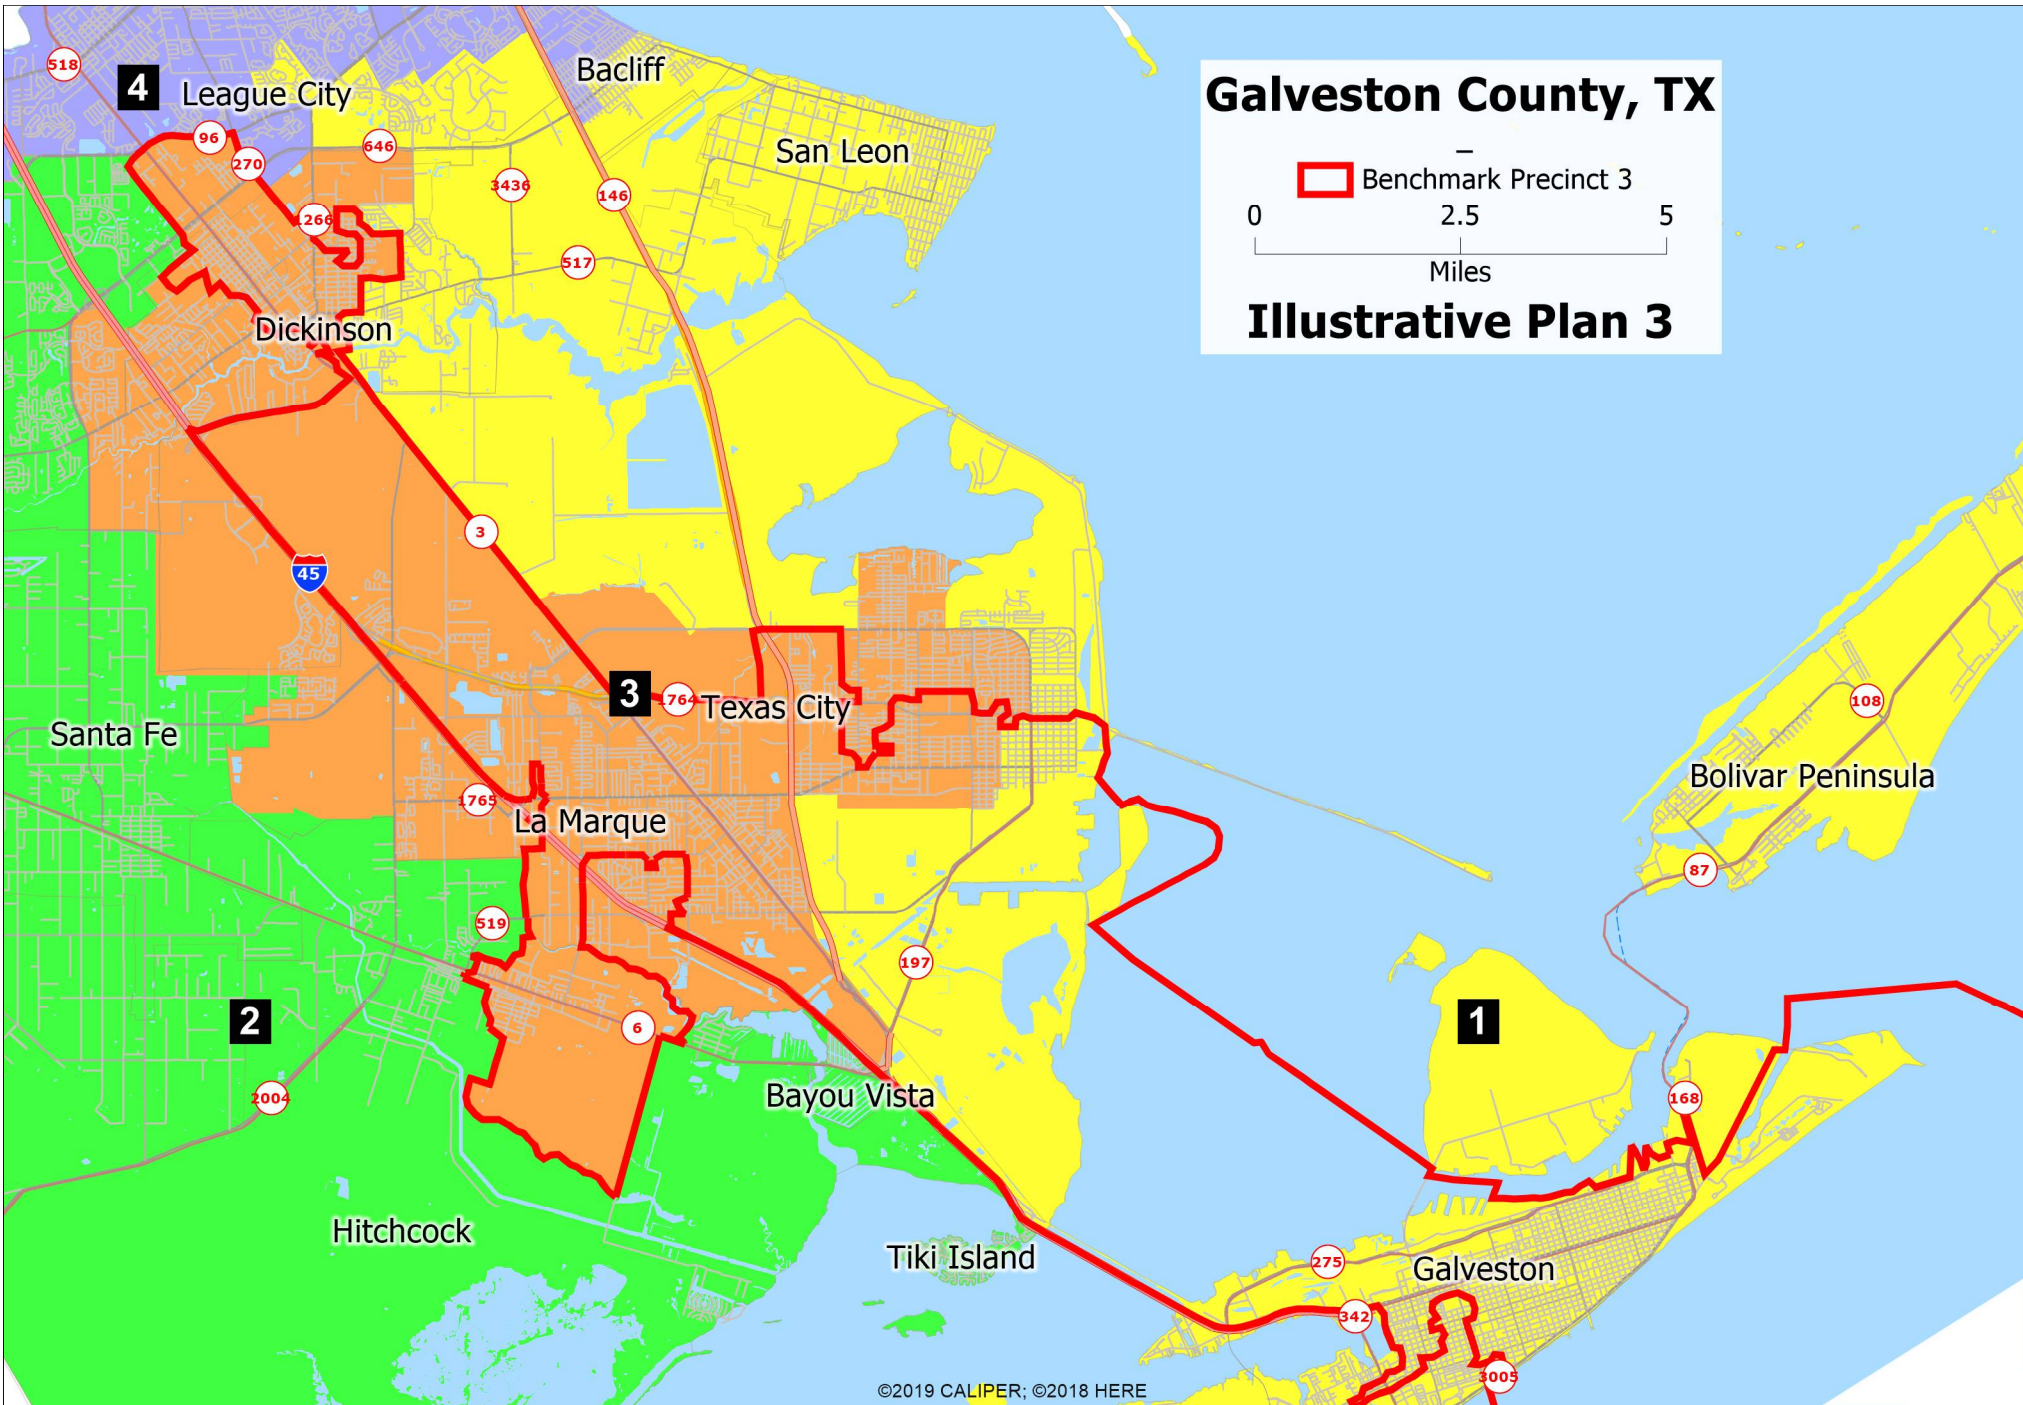 Galveston County, TX
–
Benchmark Precinct 3
0 2.5 5
Miles
Illustrative Plan 3
518
4
League City
Bacliff
96
270
646
San Leon
3436
146
1266
517
Dickinson
3
45
3
1764
Texas City
Santa Fe
108
Bolivar Peninsula
1765
La Marque
87
519
197
2
6
1
2004
Bayou Vista
168
Hitchcock
Tiki Island
275
Galveston
342
3005
©2019 CALIPER; ©2018 HERE